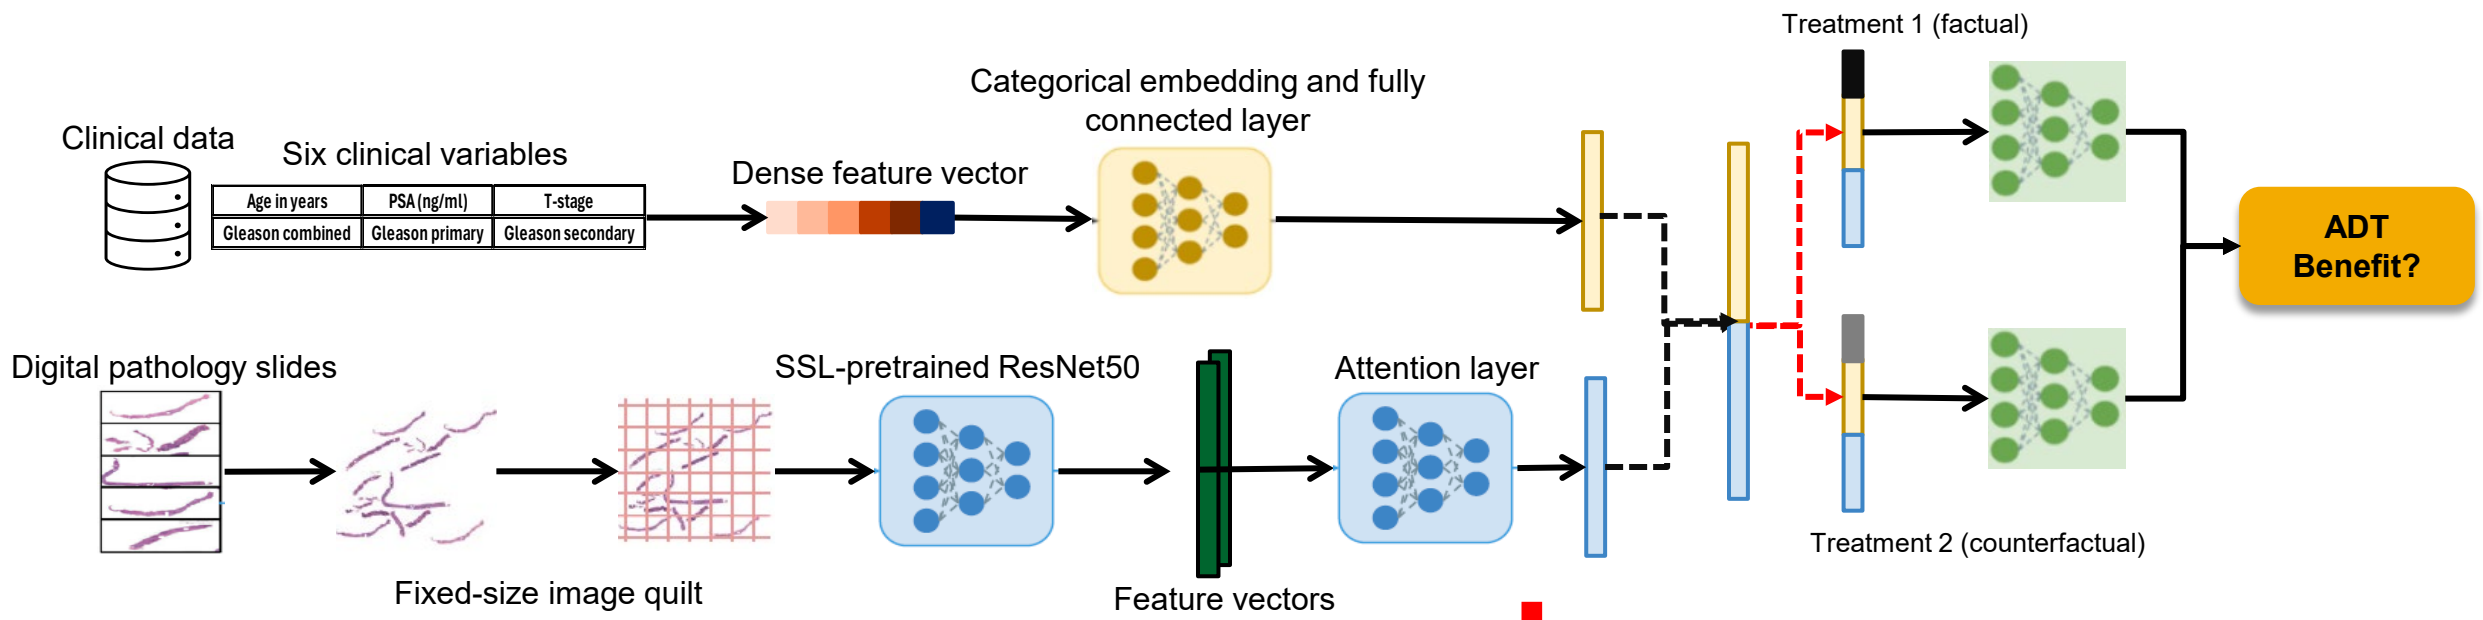 Treatment 1 (factual)
Categorical embedding and fully
connected layer
Clinical data
Six clinical variables
Dense feature vector
Age in years
PSA (ng/ml)
T-stage
Gleason combined
Gleason primary
Gleason secondary
ADT
Benefit?
Digital pathology slides
SSL-pretrained ResNet50
Attention layer
Treatment 2 (counterfactual)
Fixed-size image quilt
Feature vectors